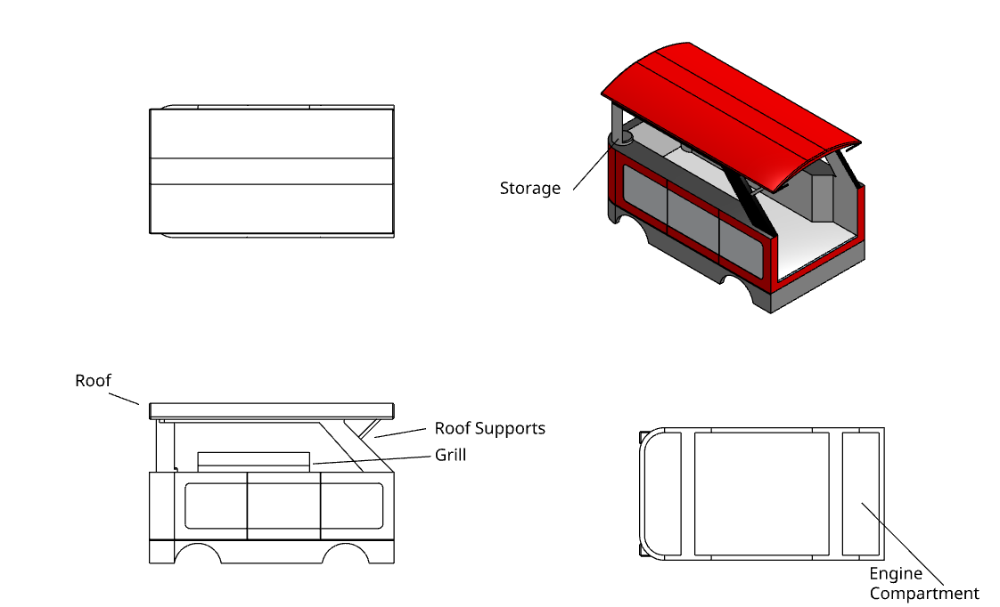 Storage
Roof
Roof Supports
Grill
Engine
Compartment